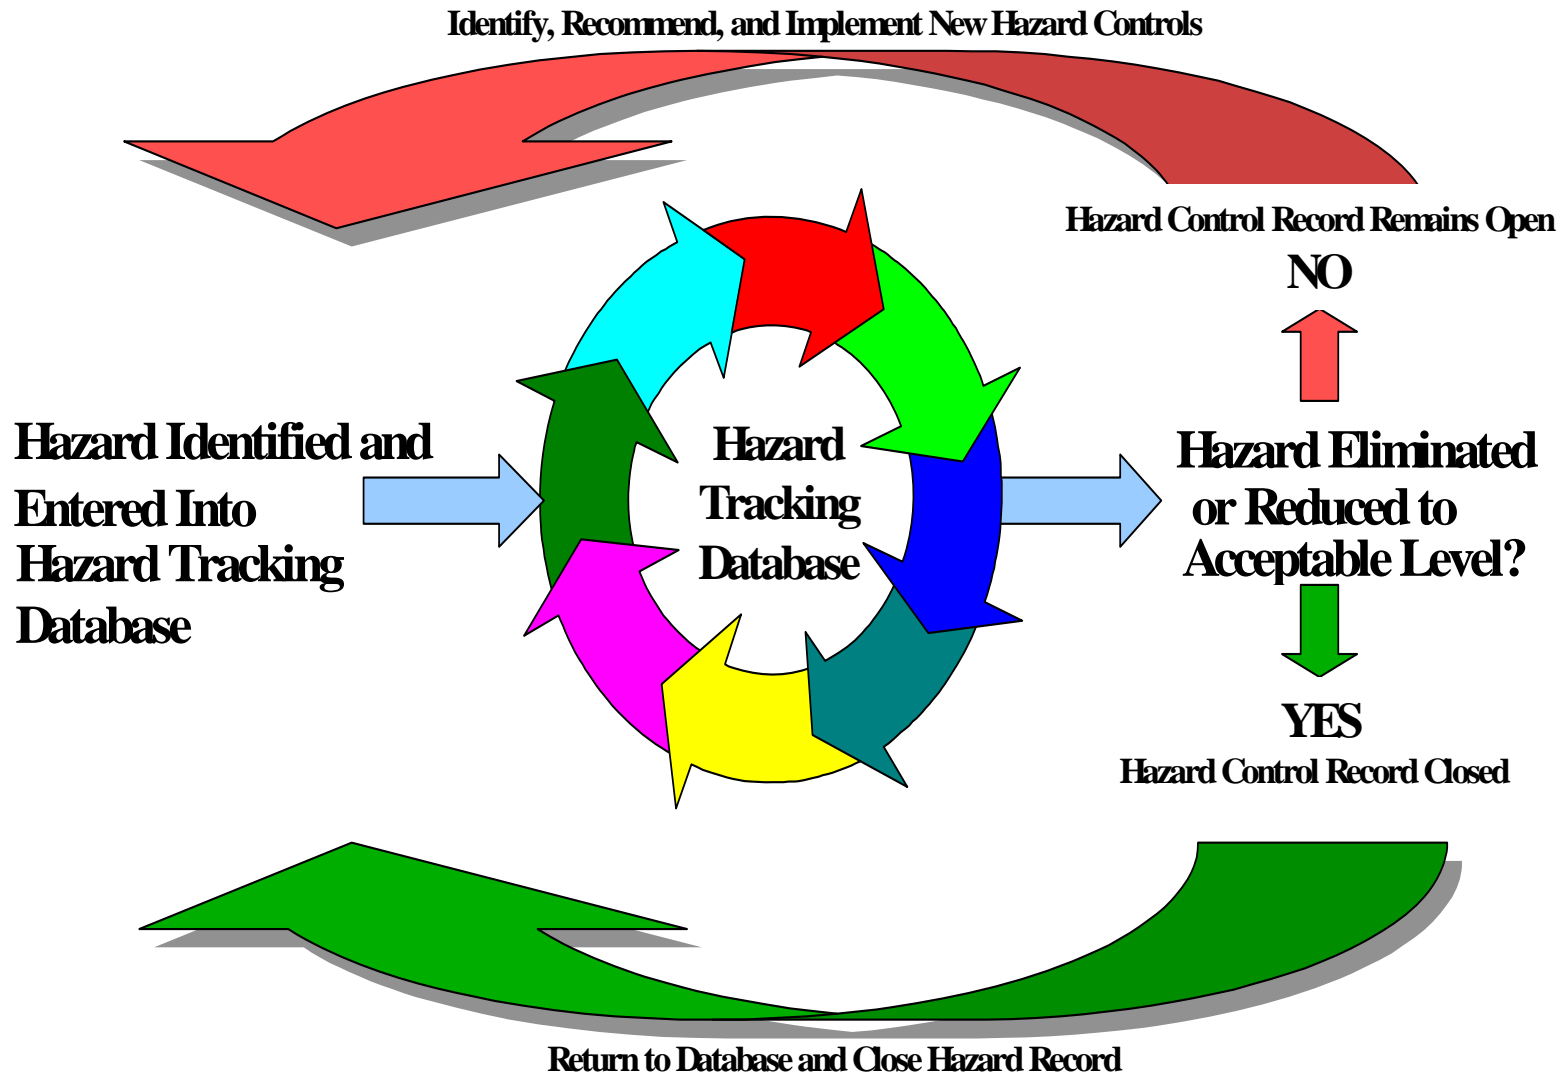 Identify, Recommend, and Implement New Hazard Controls
Hazard Control Record Remains Open
NO
Hazard Identified and
Entered Into
Hazard Tracking
Database
Hazard
Tracking
Database
Hazard Eliminated
or Reduced to
Acceptable Level?
YES
Hazard Control Record Closed
Return to Database and Close Hazard Record